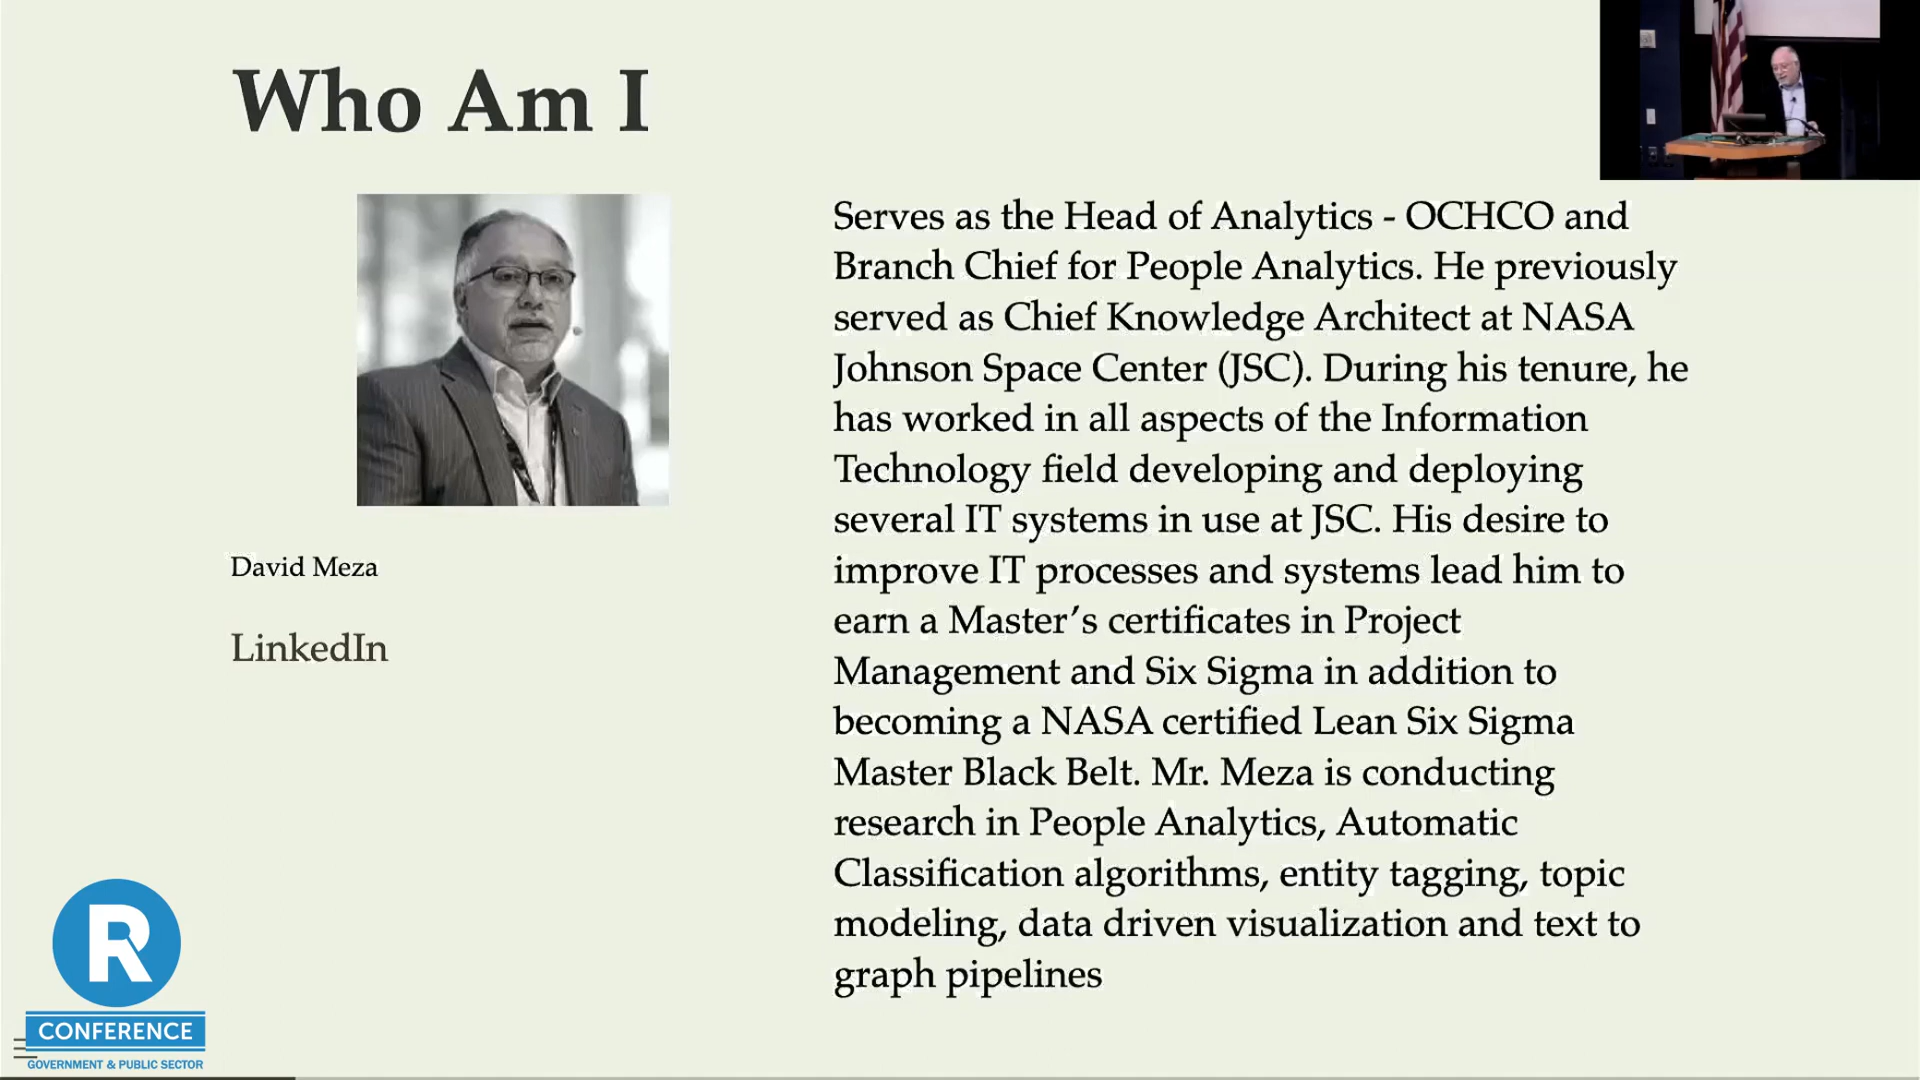 Who Am I
David Meza
LinkedIn
Serves as the Head of Analytics - OCHCO and
Branch Chief for People Analytics. He previously
served as Chief Knowledge Architect at NASA
Johnson Space Center (JSC). During his tenure, he
has worked in all aspects of the Information
Technology field developing and deploying
several IT systems in use at JSC. His desire to
improve IT processes and systems lead him to
earn a Master’s certificates in Project
Management and Six Sigma in addition to
becoming a NASA certified Lean Six Sigma
Master Black Belt. Mr. Meza is conducting
research in People Analytics, Automatic
Classification algorithms, entity tagging, topic
modeling, data driven visualization and text to
graph pipelines
R
CONFERENCE
GOVERNMENT & PUBLIC SECTOR